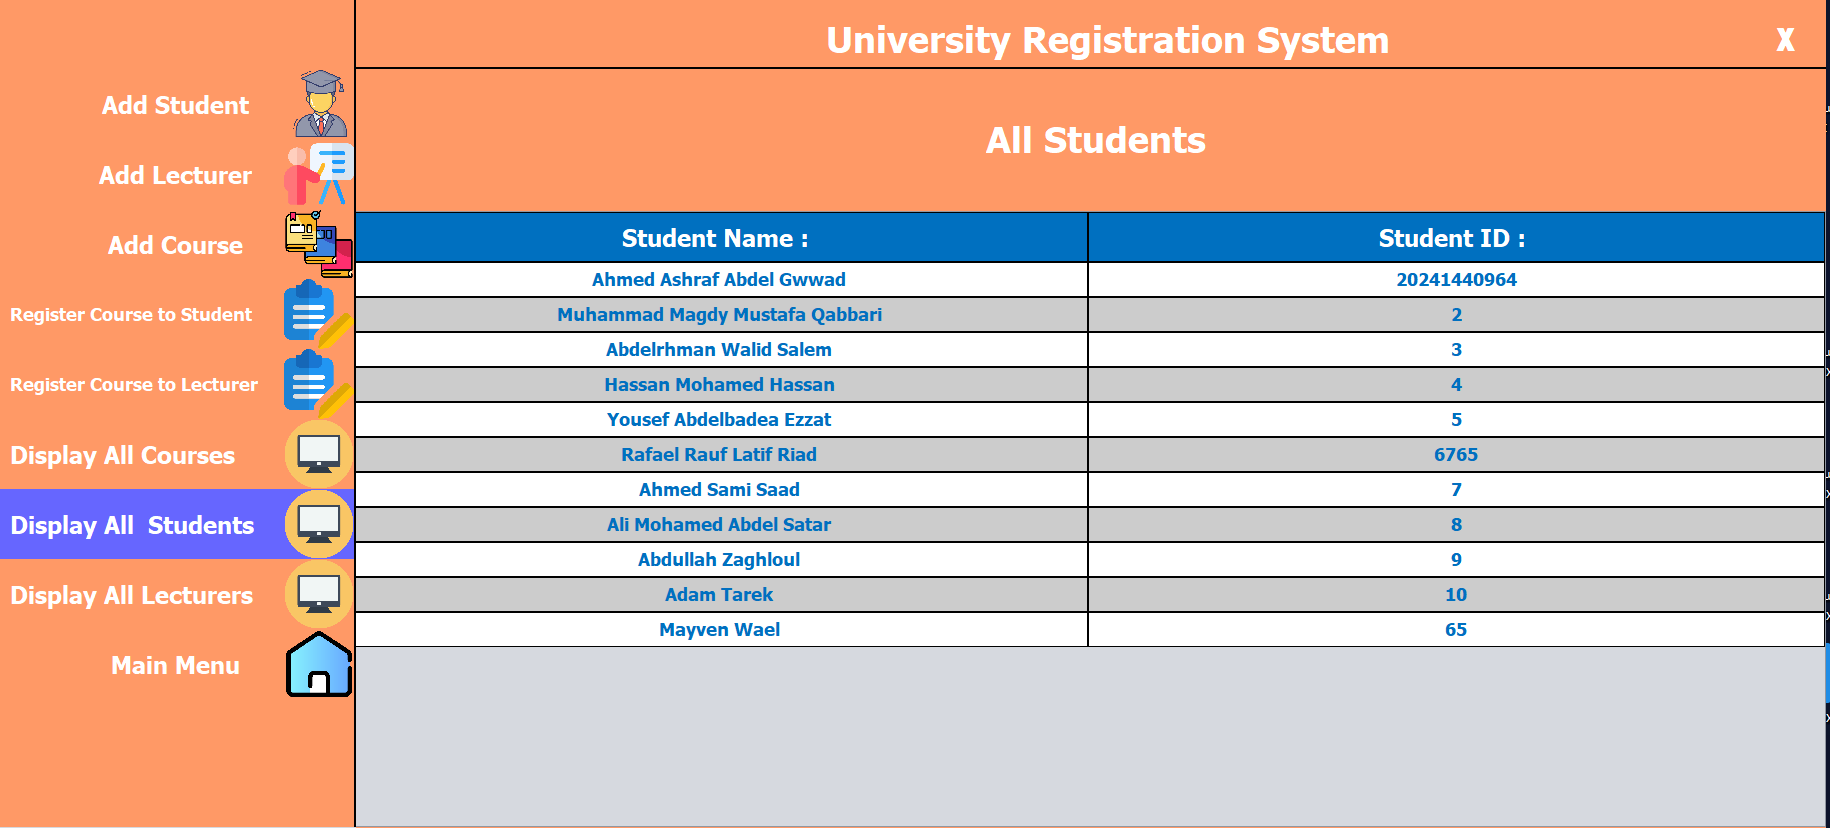 University Registration System X
Add Student
Add Lecturer
Add Course
Register Course to Student
Register Course to Lecturer
Display All Courses
Display All  Students
Display All Lecturers
Main Menu
All Students
Student Name : Student ID :
Ahmed Ashraf Abdel Gwwad 20241440964
Muhammad Magdy Mustafa Qabbari 2
Abdelrhman Walid Salem 3
Hassan Mohamed Hassan 4
Yousef Abdelbadea Ezzat 5
Rafael Rauf Latif Riad 6765
Ahmed Sami Saad 7
Ali Mohamed Abdel Satar 8
Abdullah Zaghloul 9
Adam Tarek 10
Mayven Wael 65